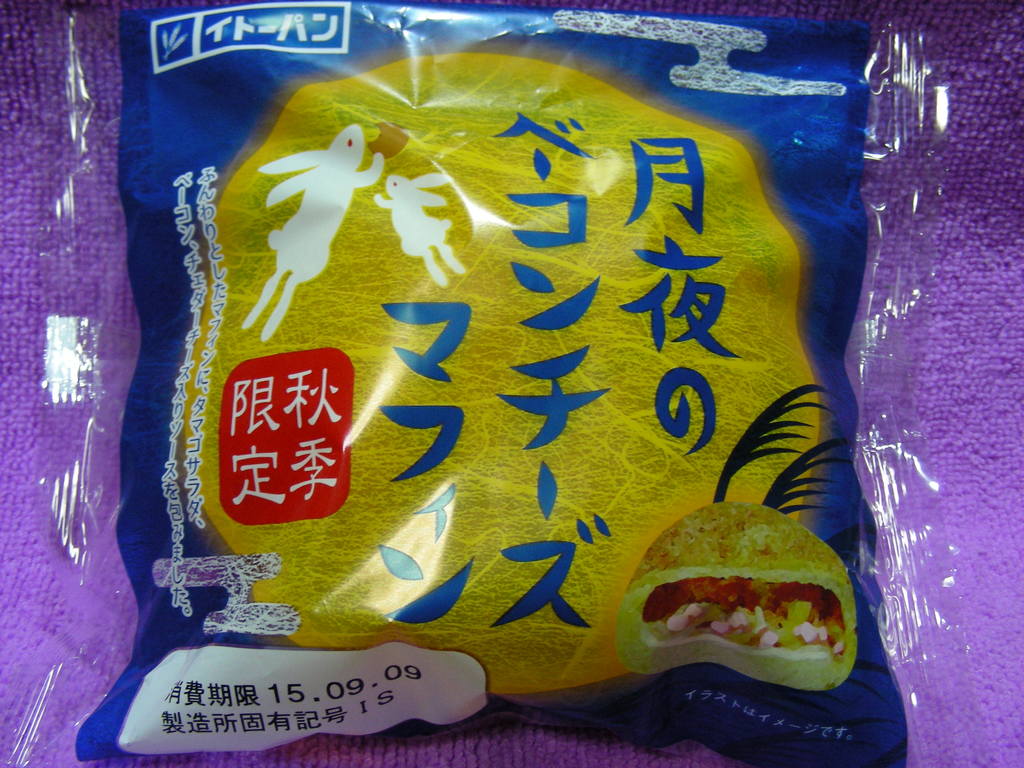 イトーパン
月夜の
ベーコンチーズ
マフィン
秋季
限定
ふんわりとしたマフィンに、タマゴサラダ、
ベーコン、チェダーチーズ入りソースを包みました。
消費期限 15.09.09
製造所固有記号 IS
イラストはイメージです。